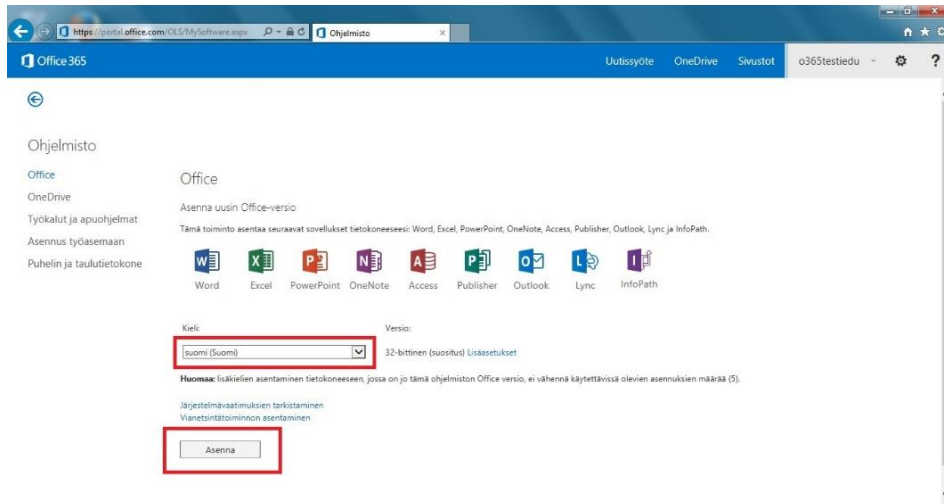 https://portal.office.com/OLS/MySoftware.aspx
Ohjelmisto
Office 365
Uutissyöte
OneDrive
Sivustot
o365testiedu
?
Ohjelmisto
Office
OneDrive
Työkalut ja apuohjelmat
Asennus työasemaan
Puhelin ja taulutietokone
Office
Asenna uusin Office-versio
Tämä toiminto asentaa seuraavat sovellukset tietokoneeseesi: Word, Excel, PowerPoint, OneNote, Access, Publisher, Outlook, Lync ja InfoPath.
Word Excel PowerPoint OneNote Access Publisher Outlook Lync InfoPath
Kieli:
Versio:
suomi (Suomi)
32-bittinen (suositus) Lisäasetukset
Huomaa: lisäkielien asentaminen tietokoneeseen, jossa on jo tämä ohjelmiston Office versio, ei vähennä käytettävissä olevien asennuksien määrää (5).
Järjestelmävaatimuksien tarkistaminen
Vianetsintätoiminnon asentaminen
Asenna